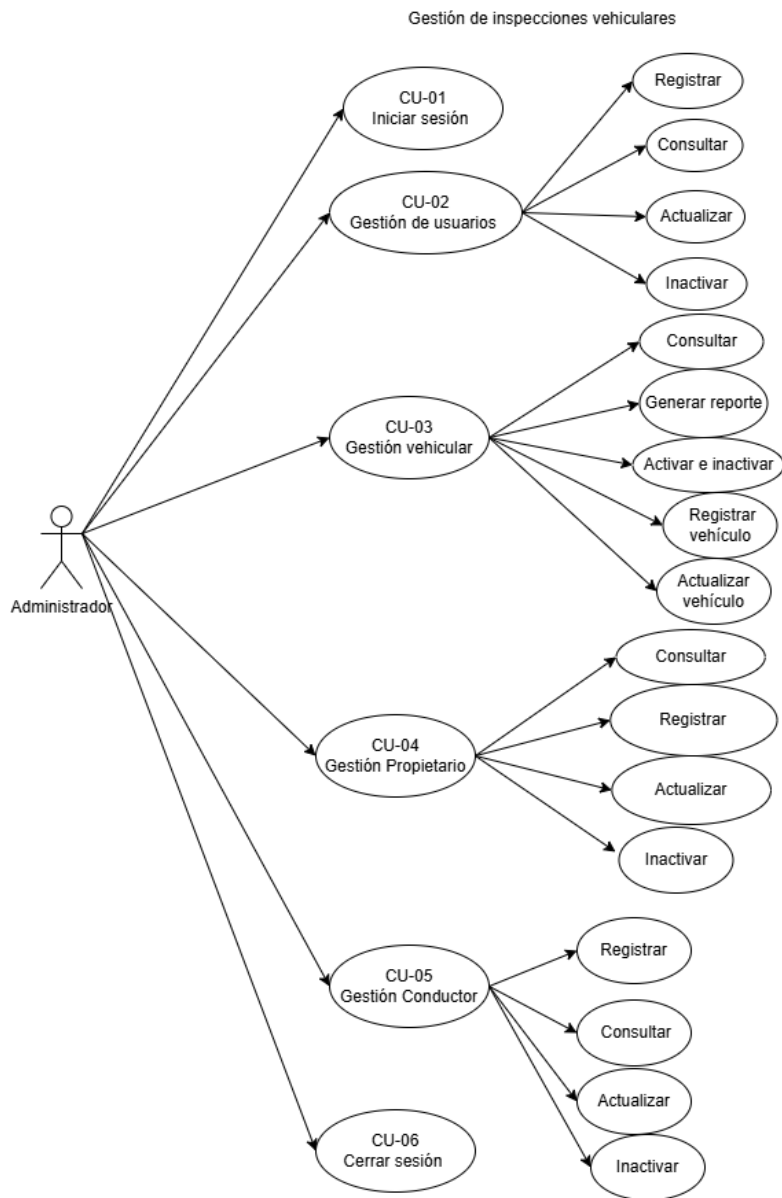 Gestión de inspecciones vehiculares
CU-01
Iniciar sesión
Registrar
Consultar
CU-02
Gestión de usuarios
Actualizar
Inactivar
Consultar
Generar reporte
CU-03
Gestión vehicular
Activar e inactivar
Registrar
vehículo
Actualizar
vehículo
Administrador
Consultar
Registrar
CU-04
Gestión Propietario
Actualizar
Inactivar
Registrar
CU-05
Gestión Conductor
Consultar
Actualizar
CU-06
Cerrar sesión
Inactivar